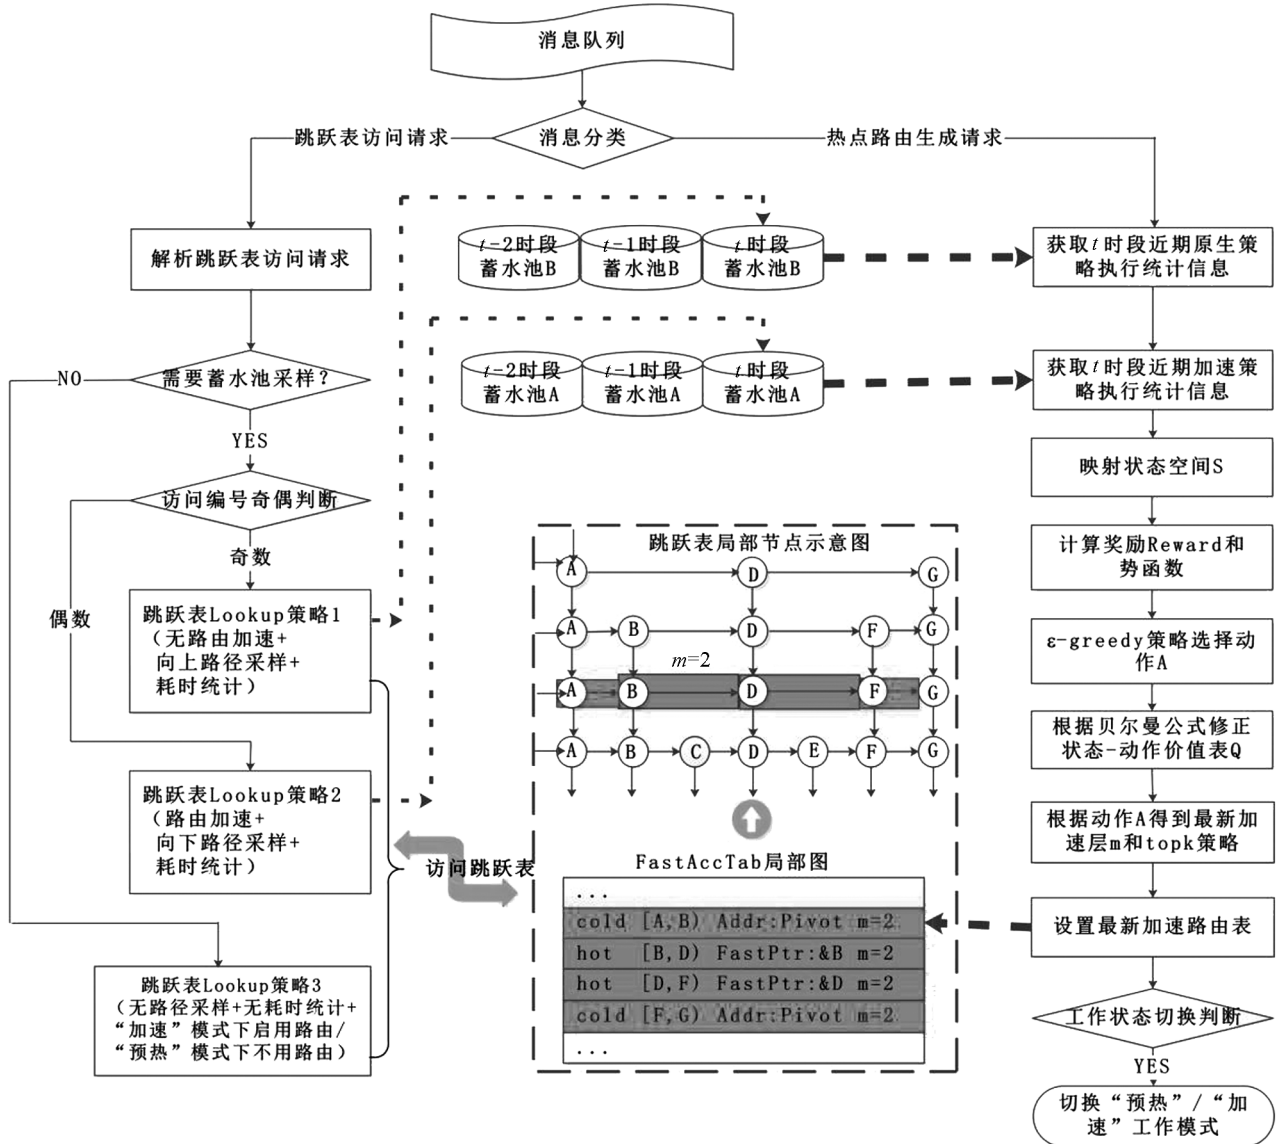 消息队列
消息分类
跳跃表访问请求
热点路由生成请求
解析跳跃表访问请求
需要蓄水池采样？
NO
YES
访问编号奇偶判断
奇数
偶数
跳跃表Lookup策略1
（无路由加速+
向上路径采样+
耗时统计）
跳跃表Lookup策略2
（路由加速+
向下路径采样+
耗时统计）
跳跃表Lookup策略3
（无路径采样+无耗时统计+
“加速”模式下启用路由/
“预热”模式下不用路由）
t-2时段
蓄水池B
t-1时段
蓄水池B
t时段
蓄水池B
t-2时段
蓄水池A
t-1时段
蓄水池A
t时段
蓄水池A
访问跳跃表
跳跃表局部节点示意图
A D G
A B D F G
m=2
A B D F G
A B C D E F G
FastAccTab局部图
...
cold [A,B) Addr:Pivot m=2
hot [B,D) FastPtr:&B m=2
hot [D,F) FastPtr:&D m=2
cold [F,G) Addr:Pivot m=2
...
获取t时段近期原生策
略执行统计信息
获取t时段近期加速策
略执行统计信息
映射状态空间S
计算奖励Reward和
势函数
ε-greedy策略选择动
作A
根据贝尔曼公式修正
状态-动作价值表Q
根据动作A得到最新加
速层m和topk策略
设置最新加速路由表
工作状态切换判断
YES
切换“预热”/“加
速”工作模式